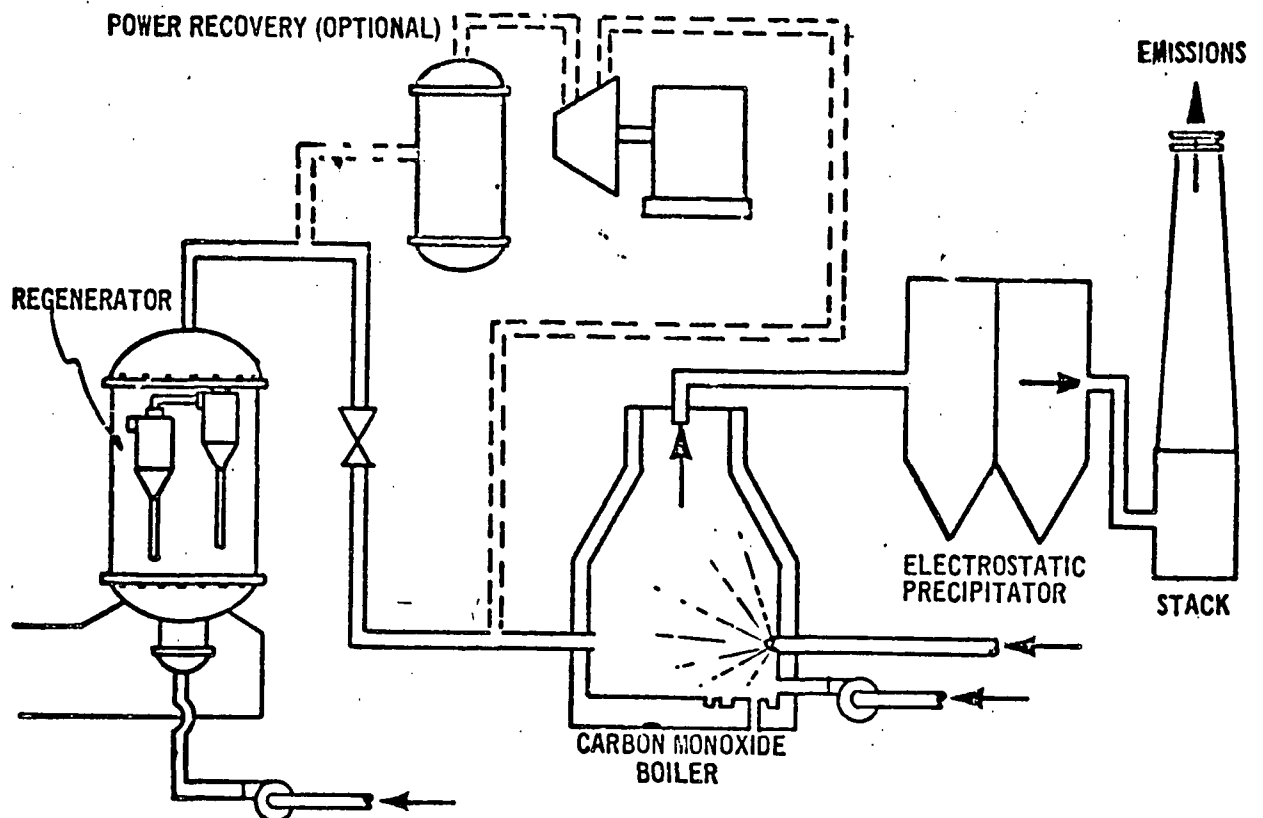 POWER RECOVERY (OPTIONAL)
EMISSIONS
REGENERATOR
ELECTROSTATIC
PRECIPITATOR
STACK
CARBON MONOXIDE
BOILER